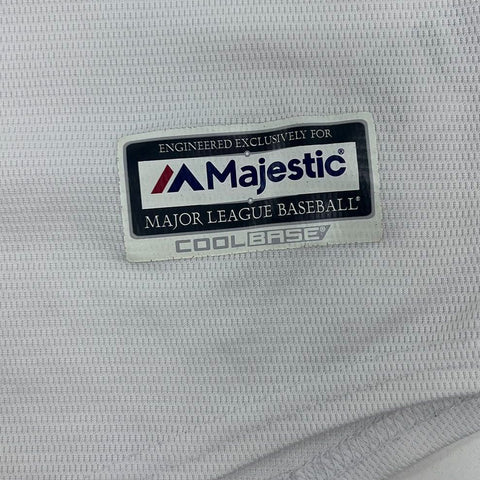 ENGINEERED EXCLUSIVELY FOR
Majestic
MAJOR LEAGUE BASEBALL®
COOLBASE®